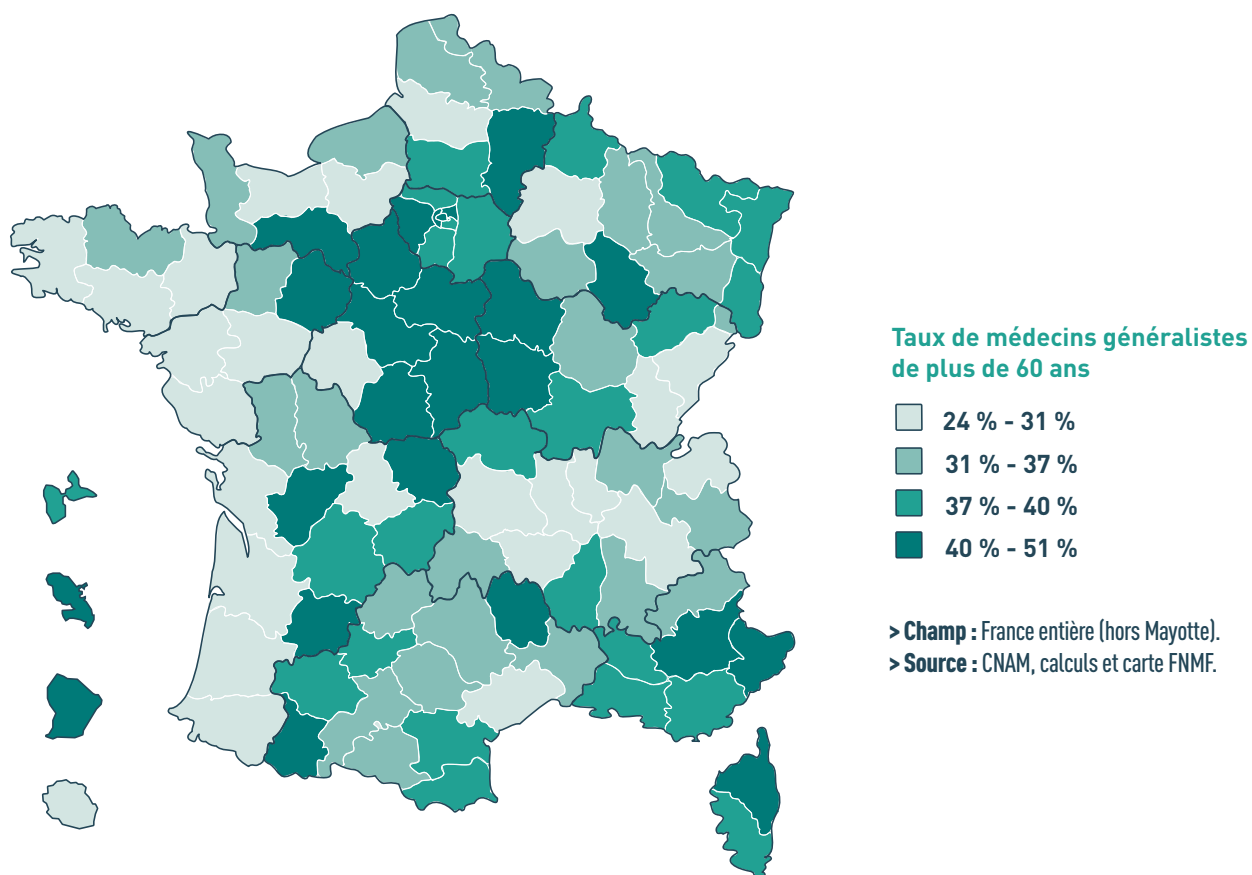 Taux de médecins généralistes
de plus de 60 ans
24 % - 31 %
31 % - 37 %
37 % - 40 %
40 % - 51 %
> Champ : France entière (hors Mayotte).
> Source : CNAM, calculs et carte FNMF.